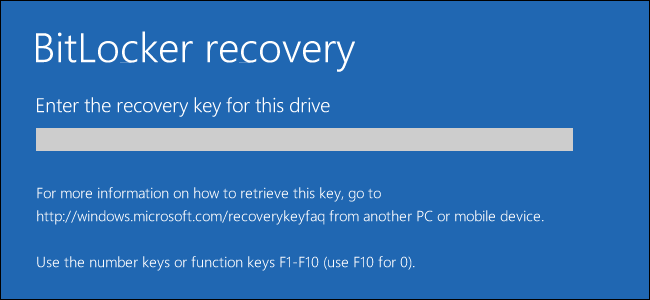 BitLocker recovery
Enter the recovery key for this drive
For more information on how to retrieve this key, go to
http://windows.microsoft.com/recoverykeyfaq from another PC or mobile device.
Use the number keys or function keys F1-F10 (use F10 for 0).